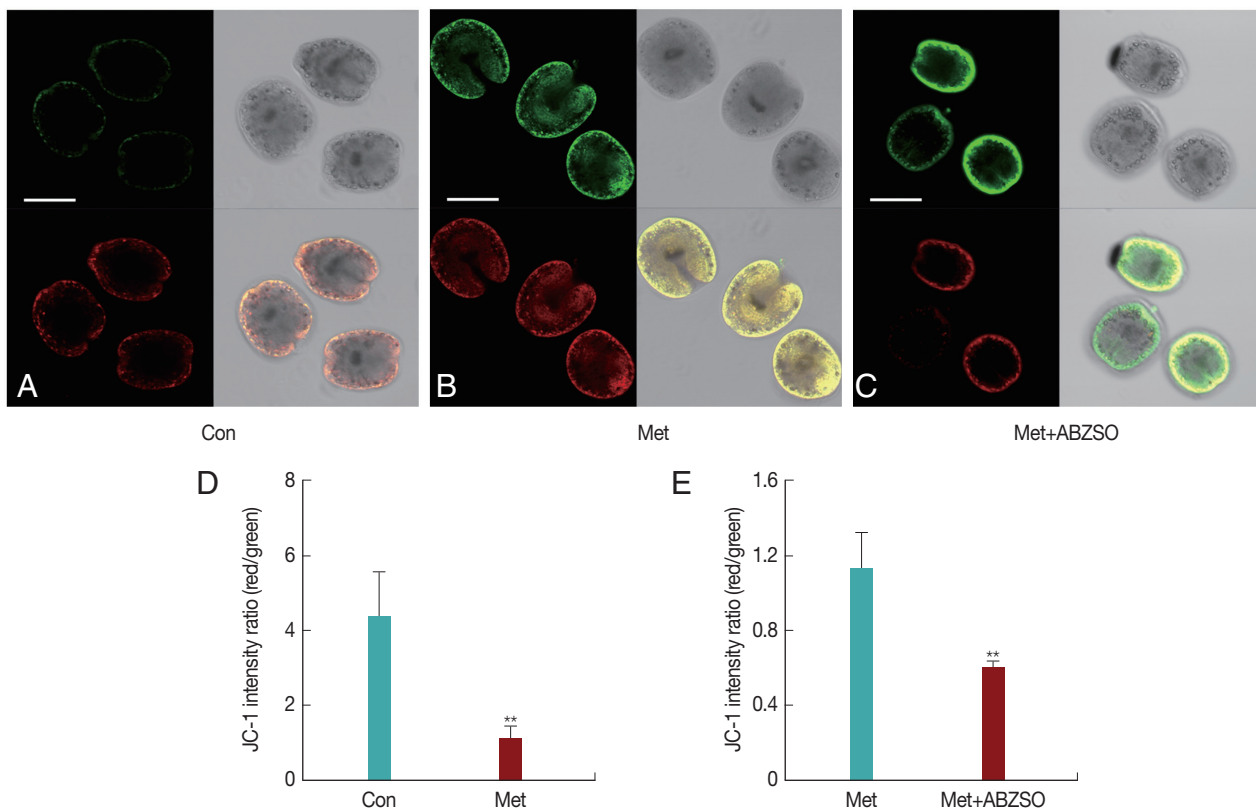 A
B
C
Con
Met
Met+ABZSO
D
JC-1 intensity ratio (red/green)
8
6
4
2
0
**
Con
Met
E
JC-1 intensity ratio (red/green)
1.6
1.2
0.8
0.4
0
**
Met
Met+ABZSO